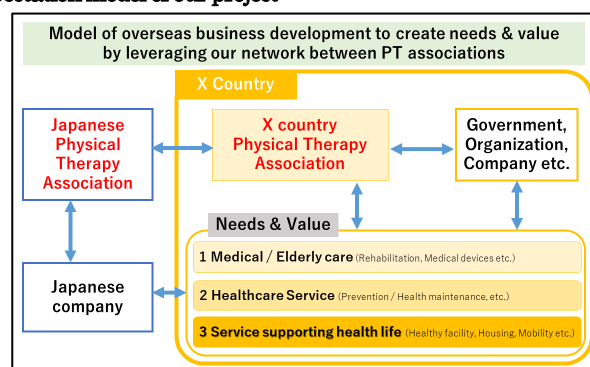 Model of overseas business development to create needs & value
by leveraging our network between PT associations
X Country
Japanese
Physical
Therapy
Association
X country
Physical Therapy
Association
Government,
Organization,
Company etc.
Needs & Value
Japanese
company
1 Medical / Elderly care (Rehabilitation, Medical devices etc.)
2 Healthcare Service (Prevention / Health maintenance, etc.)
3 Service supporting health life (Healthy facility, Housing, Mobility etc.)